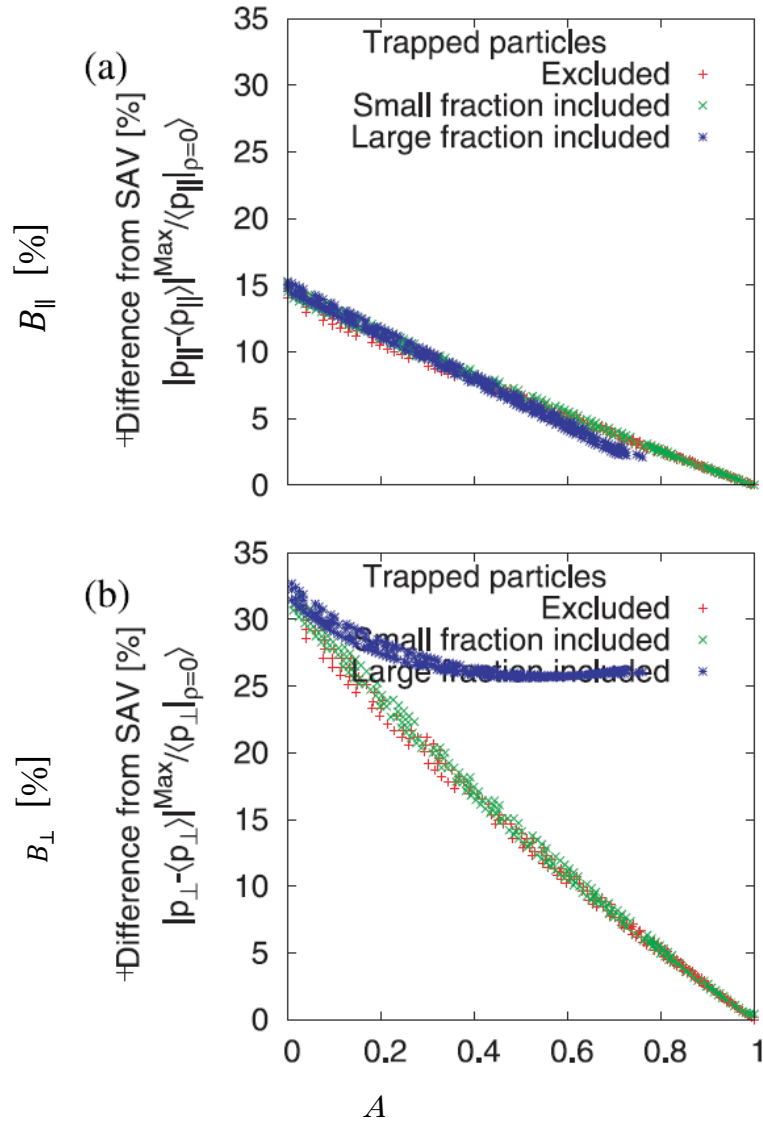 35
30
25
20
15
10
5
0
(a)
Trapped particles
Excluded
Small fraction included
Large fraction included
B∥ [%]
‡Difference from SAV [%]
|p∥-⟨p∥⟩|Max/⟨p∥|ρ=0⟩
35
30
25
20
15
10
5
0
(b)
Trapped particles
Excluded
Small fraction included
Large fraction included
B⊥ [%]
‡Difference from SAV [%]
|p⊥-⟨p⊥⟩|Max/⟨p⊥|ρ=0⟩
0 0.2 0.4 0.6 0.8 1
A